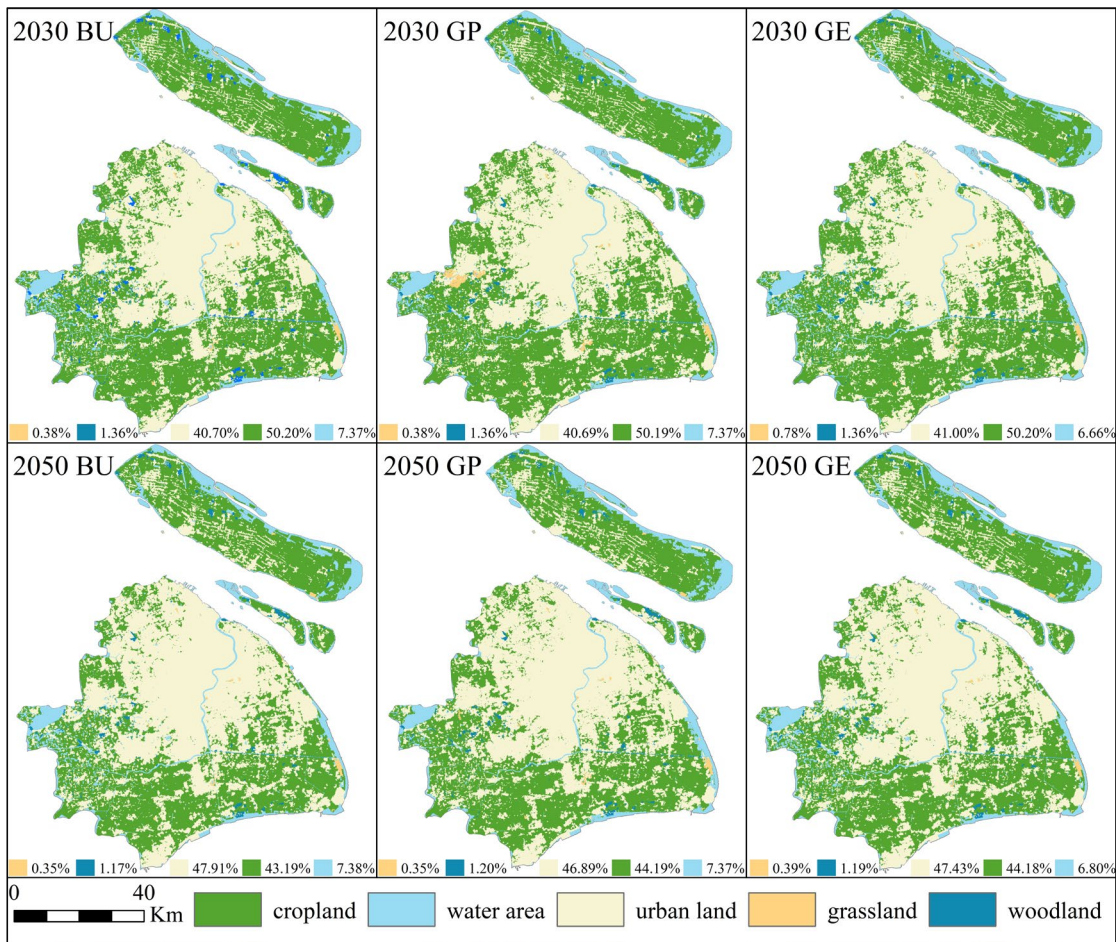 2030 BU
2030 GP
2030 GE
0.38% 1.36% 40.70% 50.20% 7.37%
0.38% 1.36% 40.69% 50.19% 7.37%
0.78% 1.36% 41.00% 50.20% 6.66%
2050 BU
2050 GP
2050 GE
0.35% 1.17% 47.91% 43.19% 7.38%
0.35% 1.20% 46.89% 44.19% 7.37%
0.39% 1.19% 47.43% 44.18% 6.80%
0 40
Km
cropland water area urban land grassland woodland